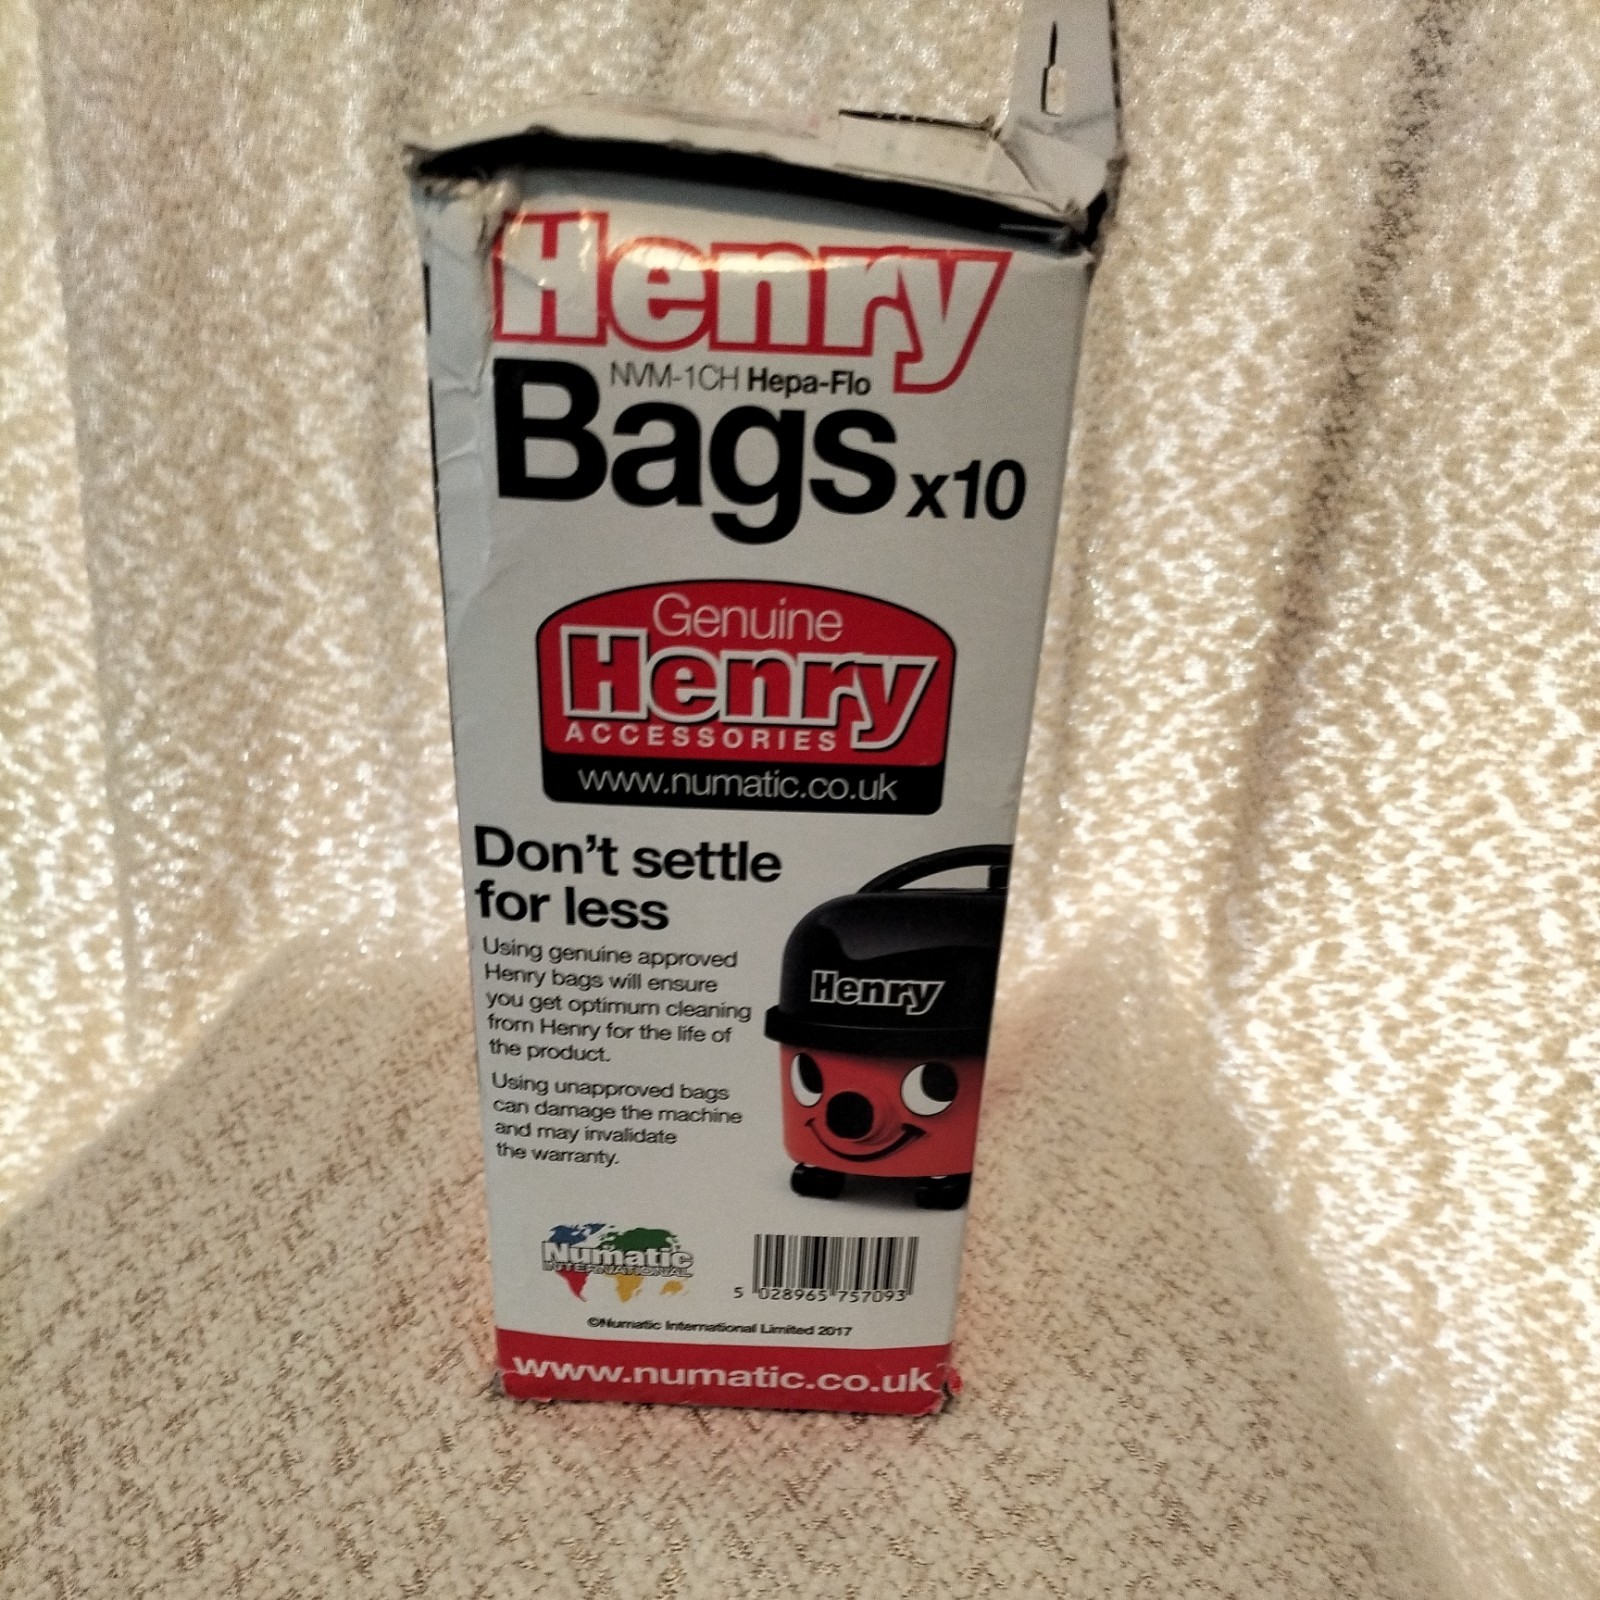 Henry
NVM-1CH Hepa-Flo
Bags x10
Genuine
Henry
ACCESSORIES
www.numatic.co.uk
Don't settle
for less
Using genuine approved
Henry bags will ensure
you get optimum cleaning
from Henry for the life of
the product.
Using unapproved bags
can damage the machine
and may invalidate
the warranty.
Henry
Numatic
INTERNATIONAL
5 028965 757093
©Numatic International Limited 2017
www.numatic.co.uk